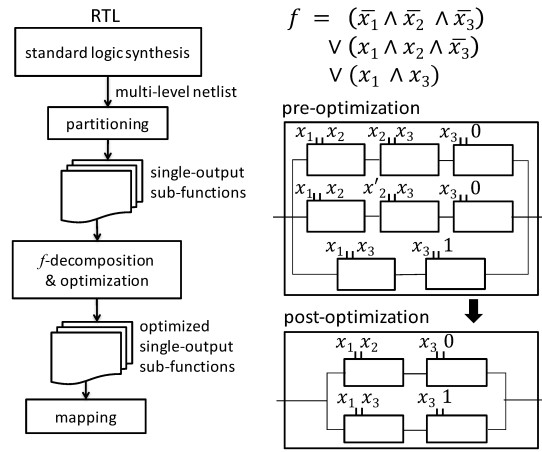 RTL
standard logic synthesis
multi-level netlist
partitioning
single-output
sub-functions
f-decomposition
& optimization
optimized
single-output
sub-functions
mapping
f = (x̅₁ ∧ x̅₂ ∧ x̅₃)
∨ (x₁ ∧ x₂ ∧ x̅₃)
∨ (x₁ ∧ x₃)
pre-optimization
x₁ x₂ x₂ x₃ x₃ 0
x₁ x₂ x'₂ x₃ x₃ 0
x₁ x₃ x₃ 1
post-optimization
x₁ x₂ x₃ 0
x₁ x₃ x₃ 1